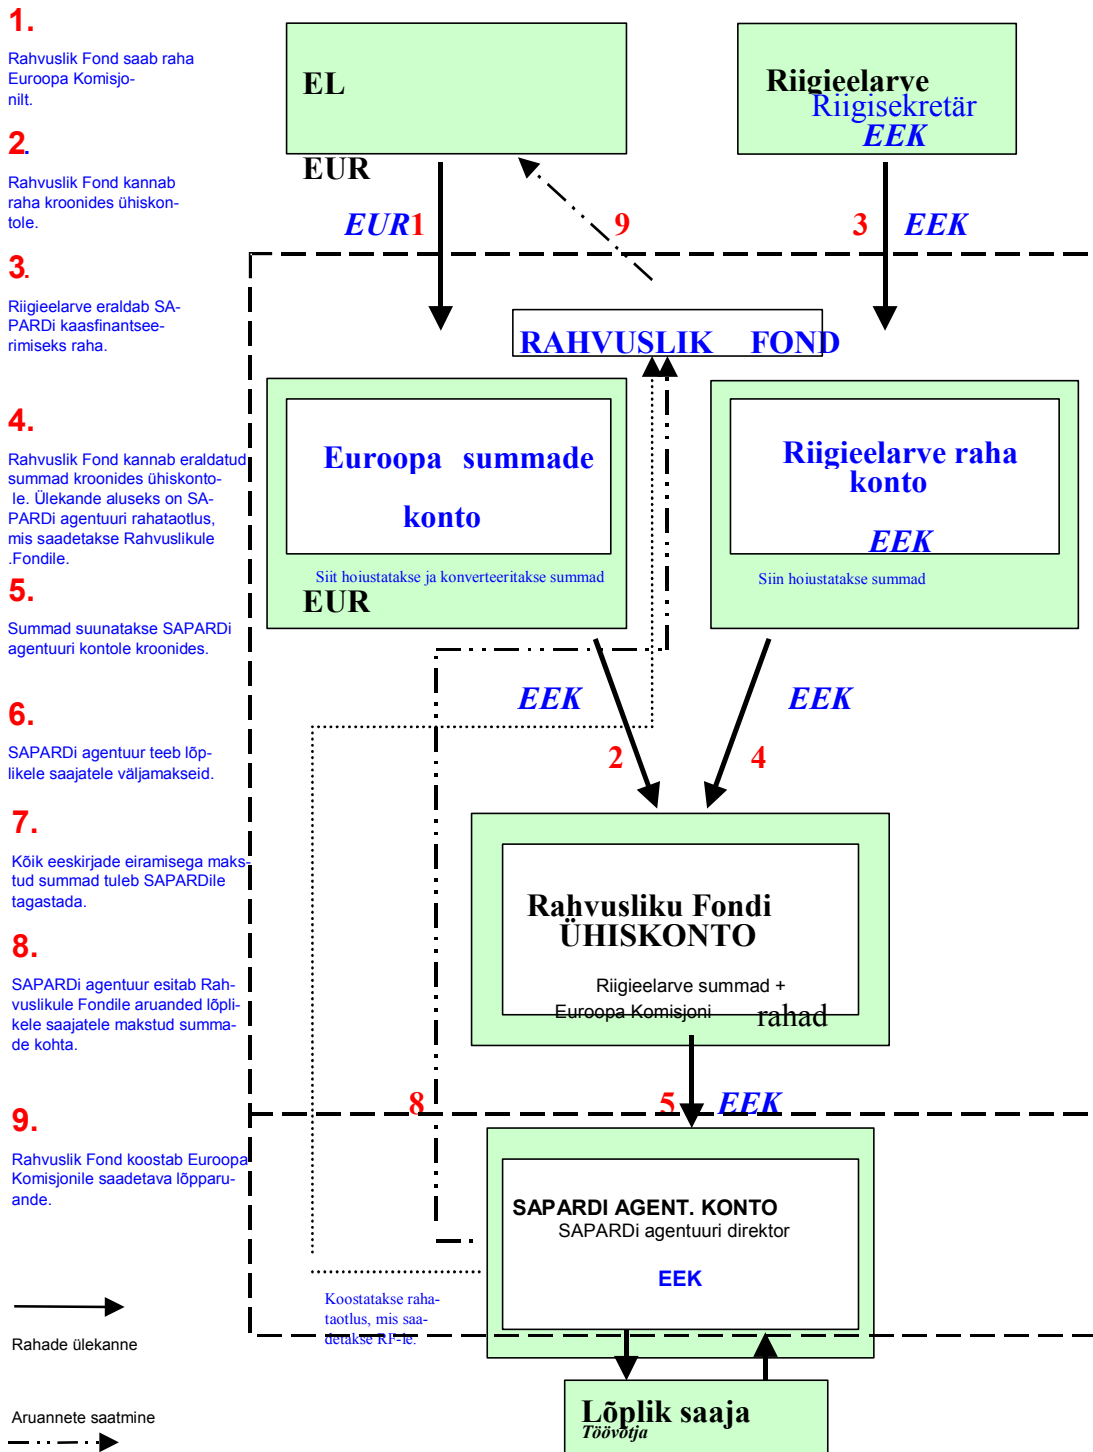 1.
Rahvuslik Fond saab raha
Euroopa Komisjo-
nilt.
2.
Rahvuslik Fond kannab
raha kroonides ühiskon-
tole.
3.
Riigieelarve eraldab SA-
PARDi kaasfinantsee-
rimiseks raha.
4.
Rahvuslik Fond kannab eraldatud
summad kroonides ühiskonto-
le. Ülekande aluseks on SA-
PARDi agentuuri rahataotlus,
mis saadetakse Rahvuslikule
.Fondile.
5.
Summad suunatakse SAPARDi
agentuuri kontole kroonides.
6.
SAPARDi agentuur teeb lõp-
likele saajatele väljamakseid.
7.
Kõik eeskirjade eiramisega maks-
tud summad tuleb SAPARDile
tagastada.
8.
SAPARDi agentuur esitab Rah-
vuslikule Fondile aruanded lõpli-
kele saajatele makstud summa-
de kohta.
9.
Rahvuslik Fond koostab Euroopa
Komisjonile saadetava lõpparu-
ande.
Rahade ülekanne
Aruannete saatmine
EL
EUR
Riigieelarve
Riigisekretär
EEK
EUR1
9
3 EEK
RAHVUSLIK FOND
Euroopa summade
konto
Siit hoiustatakse ja konverteeritakse summad
EUR
Riigieelarve raha
konto
EEK
Siin hoiustatakse summad
EEK
2
EEK
4
Rahvusliku Fondi
ÜHISKONTO
Riigieelarve summad +
Euroopa Komisjoni rahad
8
5 EEK
SAPARDI AGENT. KONTO
SAPARDi agentuuri direktor
EEK
Koostatakse raha-
taotlus, mis saa-
detakse RF-le.
Lõplik saaja
Töövõtja